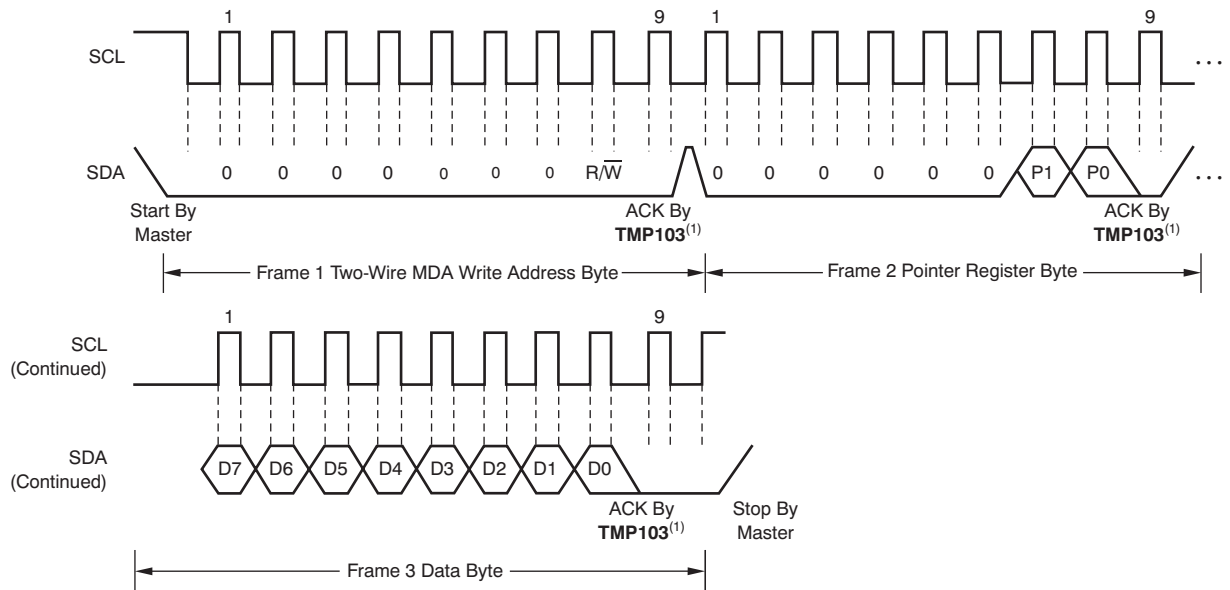 1 9 1 9
SCL ...
SDA 0 0 0 0 0 0 0 R/W̅ 0 0 0 0 0 0 P1 P0 ...
Start By Master
ACK By TMP103(1)
ACK By TMP103(1)
Frame 1 Two-Wire MDA Write Address Byte
Frame 2 Pointer Register Byte
1 9
SCL (Continued)
SDA (Continued)
D7 D6 D5 D4 D3 D2 D1 D0
ACK By TMP103(1)
Stop By Master
Frame 3 Data Byte